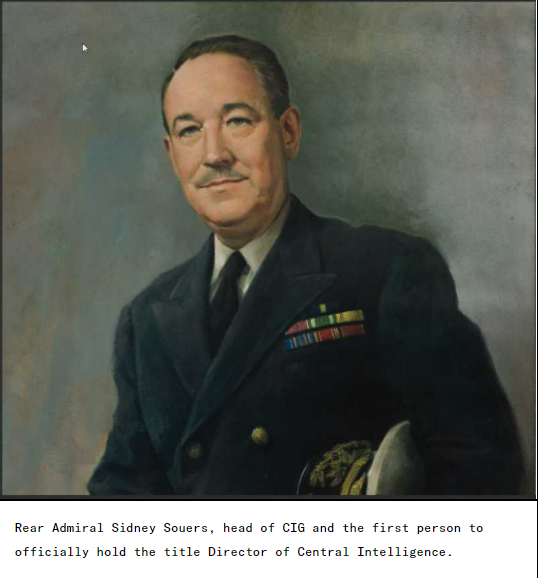 Rear Admiral Sidney Souers, head of CIG and the first person to
officially hold the title Director of Central Intelligence.